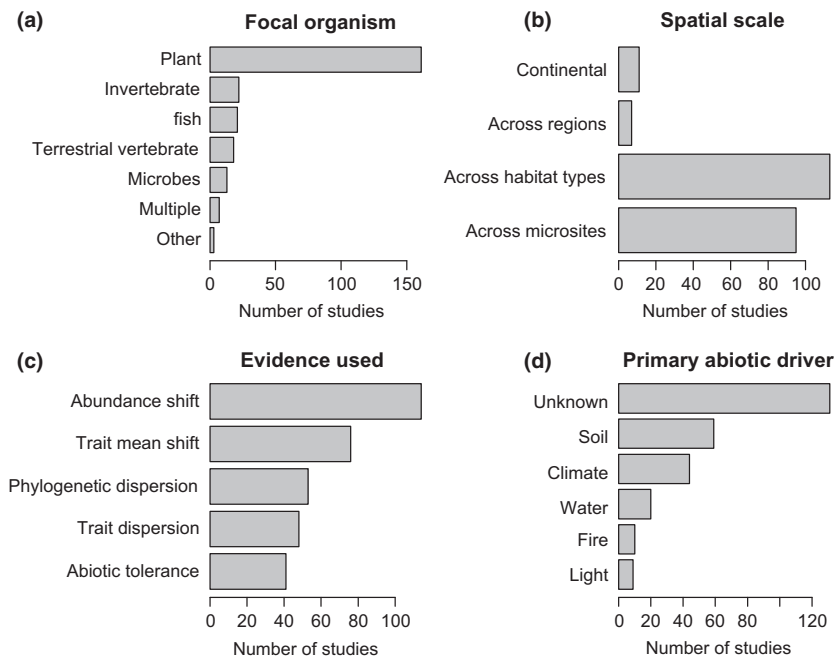 (a) Focal organism
Plant
Invertebrate
fish
Terrestrial vertebrate
Microbes
Multiple
Other
0 50 100 150
Number of studies
(b) Spatial scale
Continental
Across regions
Across habitat types
Across microsites
0 20 40 60 80 100
Number of studies
(c) Evidence used
Abundance shift
Trait mean shift
Phylogenetic dispersion
Trait dispersion
Abiotic tolerance
0 20 40 60 80 100
Number of studies
(d) Primary abiotic driver
Unknown
Soil
Climate
Water
Fire
Light
0 20 40 60 80 120
Number of studies